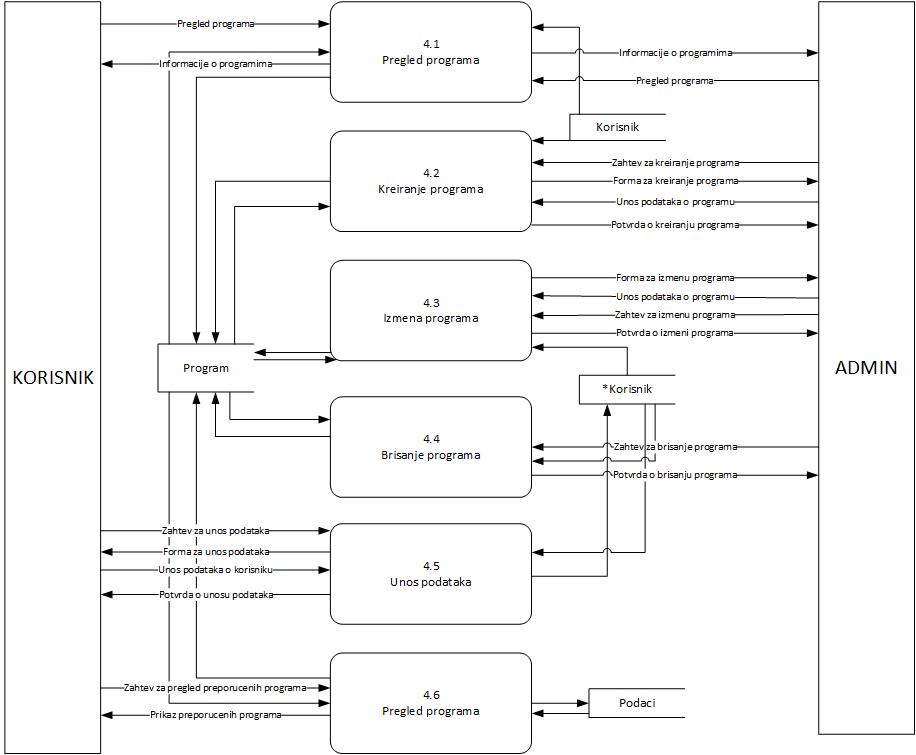 KORISNIK
ADMIN
Pregled programa
Informacije o programima
4.1
Pregled programa
Informacije o programima
Pregled programa
Korisnik
4.2
Kreiranje programa
Zahtev za kreiranje programa
Forma za kreiranje programa
Unos podataka o programu
Potvrda o kreiranju programa
4.3
Izmena programa
Forma za izmenu programa
Unos podataka o programu
Zahtev za izmenu programa
Potvrda o izmeni programa
Program
*Korisnik
4.4
Brisanje programa
Zahtev za brisanje programa
Potvrda o brisanju programa
Zahtev za unos podataka
Forma za unos podataka
Unos podataka o korisniku
Potvrda o unosu podataka
4.5
Unos podataka
Zahtev za pregled preporucenih programa
Prikaz preporucenih programa
4.6
Pregled programa
Podaci